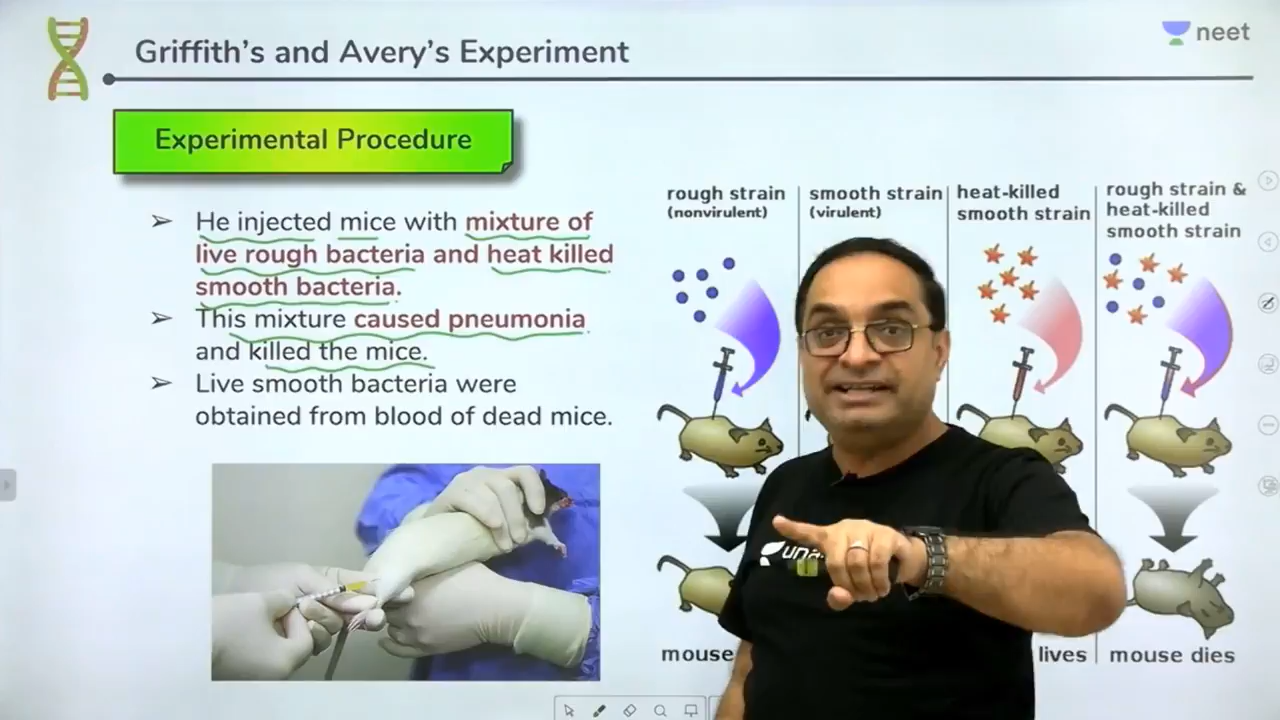 Griffith's and Avery's Experiment
neet
Experimental Procedure
➢ He injected mice with mixture of
live rough bacteria and heat killed
smooth bacteria.
➢ This mixture caused pneumonia
and killed the mice.
➢ Live smooth bacteria were
obtained from blood of dead mice.
rough strain
(nonvirulent)
smooth strain
(virulent)
heat-killed
smooth strain
rough strain &
heat-killed
smooth strain
mouse
lives
mouse dies
una